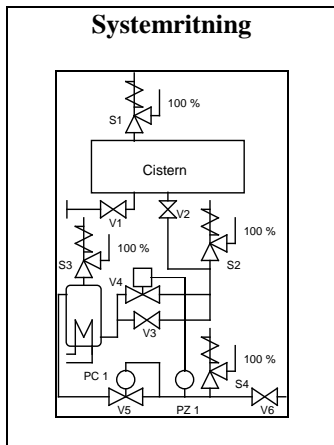 Systemritning
100 %
S1
Cistern
V1
V2
100 %
100 %
S3
S2
V4
V3
100 %
PC 1
S4
V5
PZ 1
V6